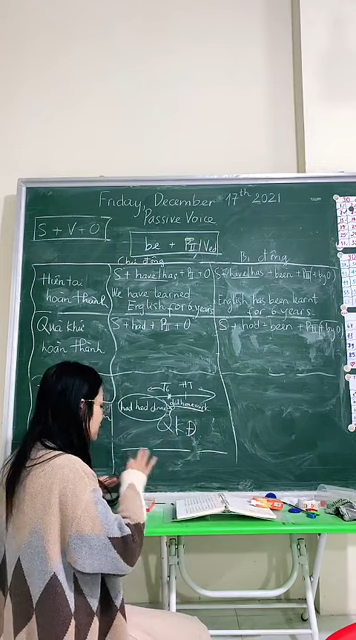 Friday, December 17th 2021
Passive Voice
S + V + O
be + PII/Ved
Chủ động
Bị động
Hiện tại hoàn thành
S + have/has + PII + O
S + have/has + been + PII + by O
We have learned
English for 6 years
English has been learnt
for 6 years
Quá khứ
hoàn thành
S + had + PII + O
S + had + been + PII + by O
HT
had had
QKĐ